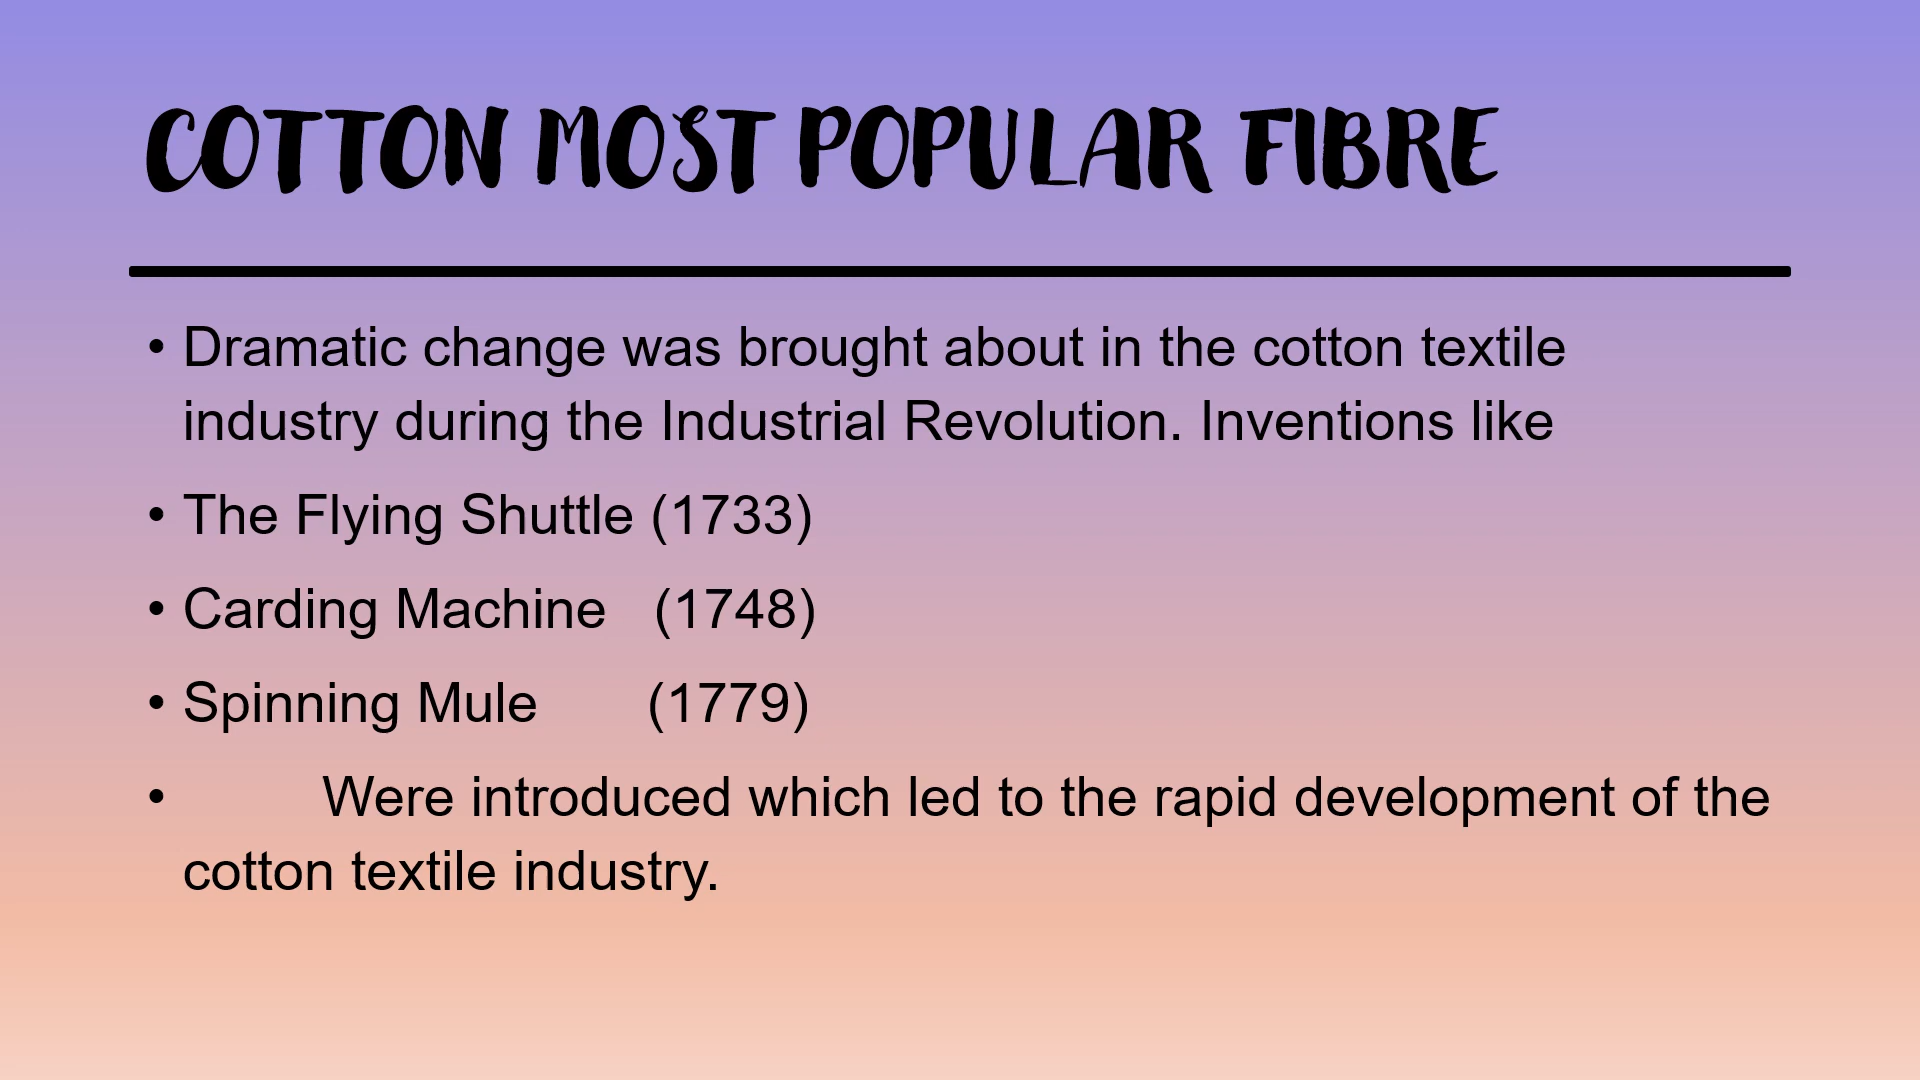 COTTON MOST POPULAR FIBRE
• Dramatic change was brought about in the cotton textile
industry during the Industrial Revolution. Inventions like
• The Flying Shuttle (1733)
• Carding Machine (1748)
• Spinning Mule (1779)
• Were introduced which led to the rapid development of the
cotton textile industry.